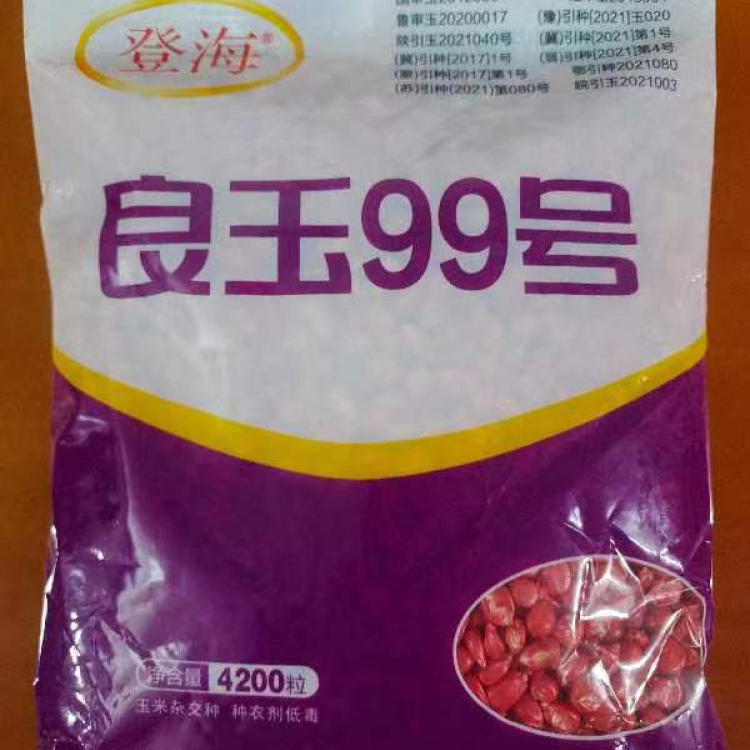 登海®
鲁审玉20200017 (豫)引种[2021]玉020
陕引玉2021040号 (冀)引种[2021]第1号
(冀)引种[2017]1号 [2021]第4号
(蒙)引种[2017]第1号 鄂引种2021080
(苏)引种(2021)第080号 皖引玉2021003
良玉99号
净含量 4200粒
玉米杂交种 种衣剂低毒